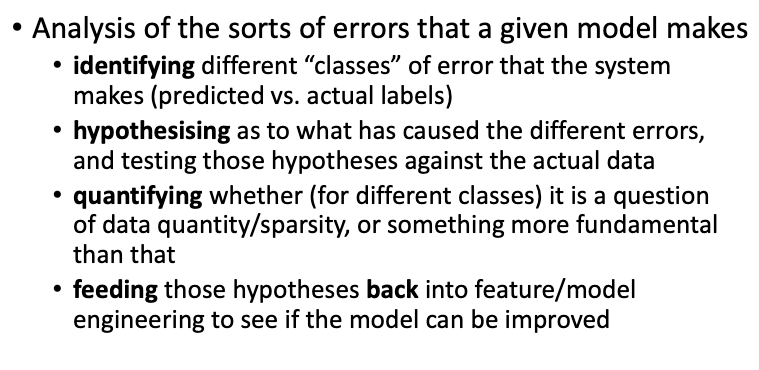 • Analysis of the sorts of errors that a given model makes
• identifying different “classes” of error that the system
makes (predicted vs. actual labels)
• hypothesising as to what has caused the different errors,
and testing those hypotheses against the actual data
• quantifying whether (for different classes) it is a question
of data quantity/sparsity, or something more fundamental
than that
• feeding those hypotheses back into feature/model
engineering to see if the model can be improved